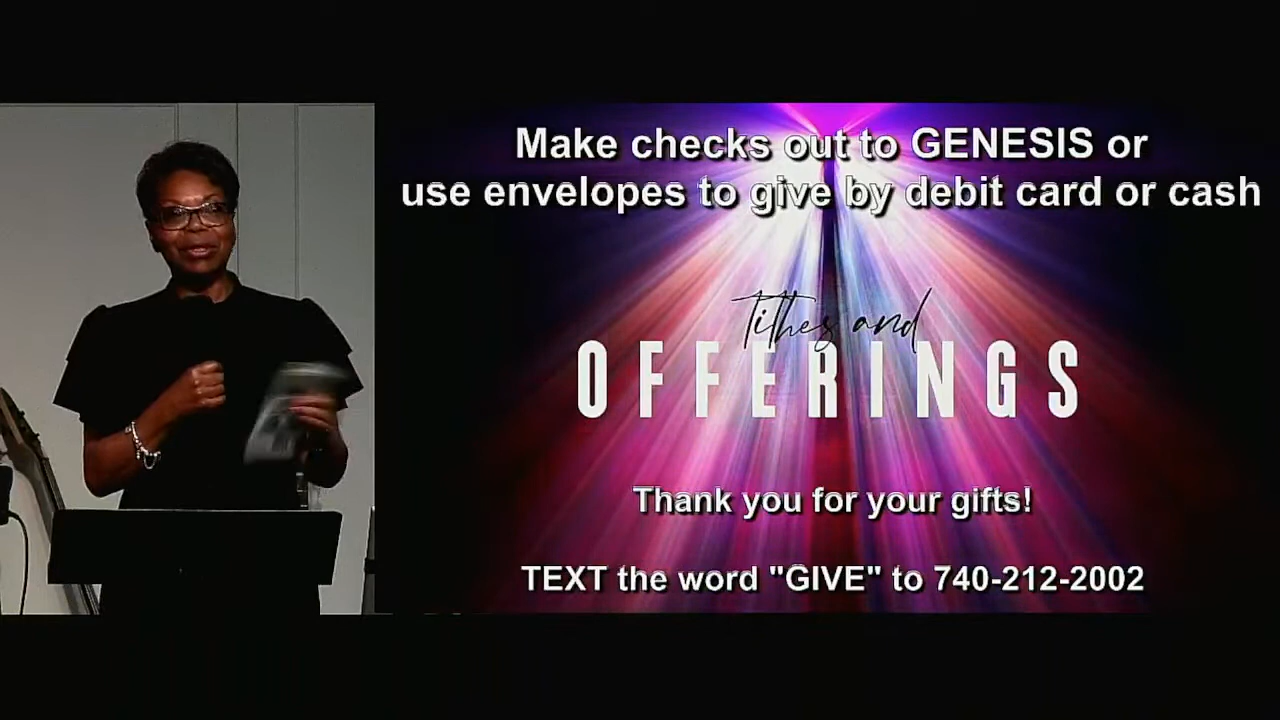 Make checks out to GENESIS or
use envelopes to give by debit card or cash
Tithes and
OFFERINGS
Thank you for your gifts!
TEXT the word "GIVE" to 740-212-2002